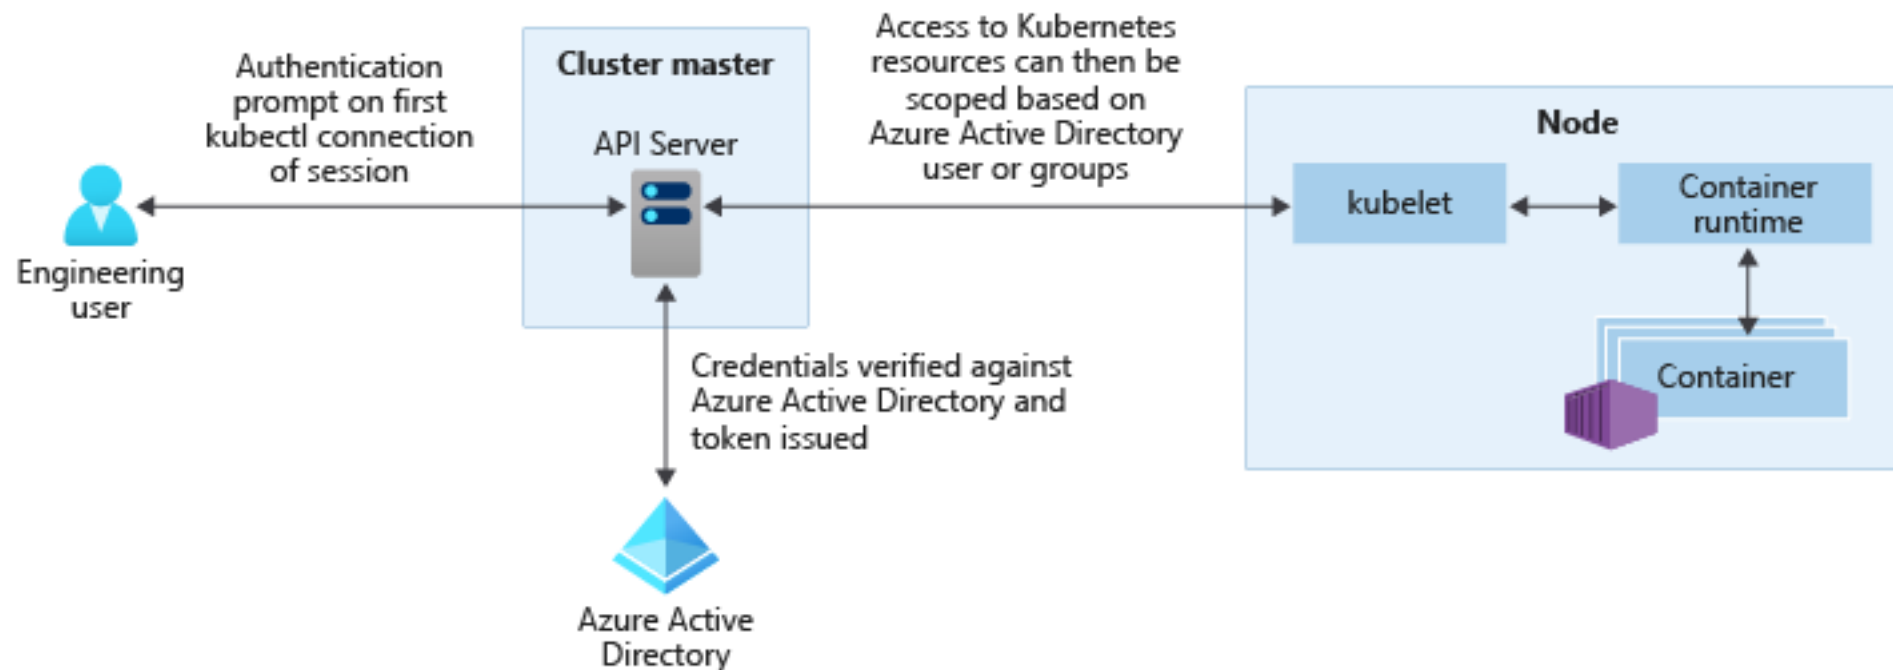 Authentication
prompt on first
kubectl connection
of session
Engineering
user
Cluster master
API Server
Access to Kubernetes
resources can then be
scoped based on
Azure Active Directory
user or groups
Credentials verified against
Azure Active Directory and
token issued
Azure Active
Directory
Node
kubelet
Container
runtime
Container